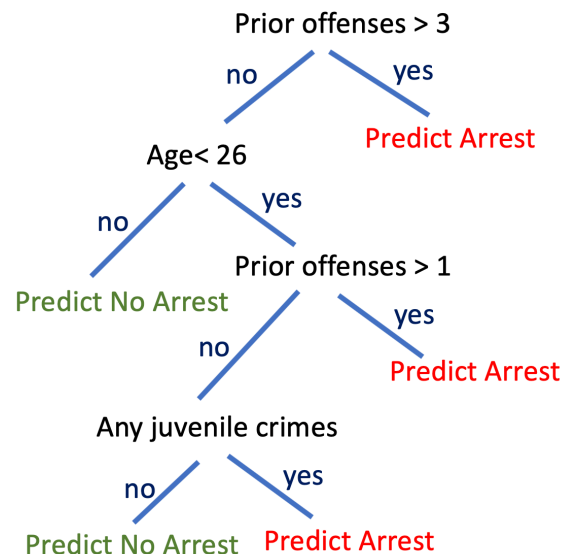 Prior offenses > 3
no
yes
Predict Arrest
Age< 26
no
yes
Predict No Arrest
Prior offenses > 1
no
yes
Predict Arrest
Any juvenile crimes
no
yes
Predict No Arrest
Predict Arrest